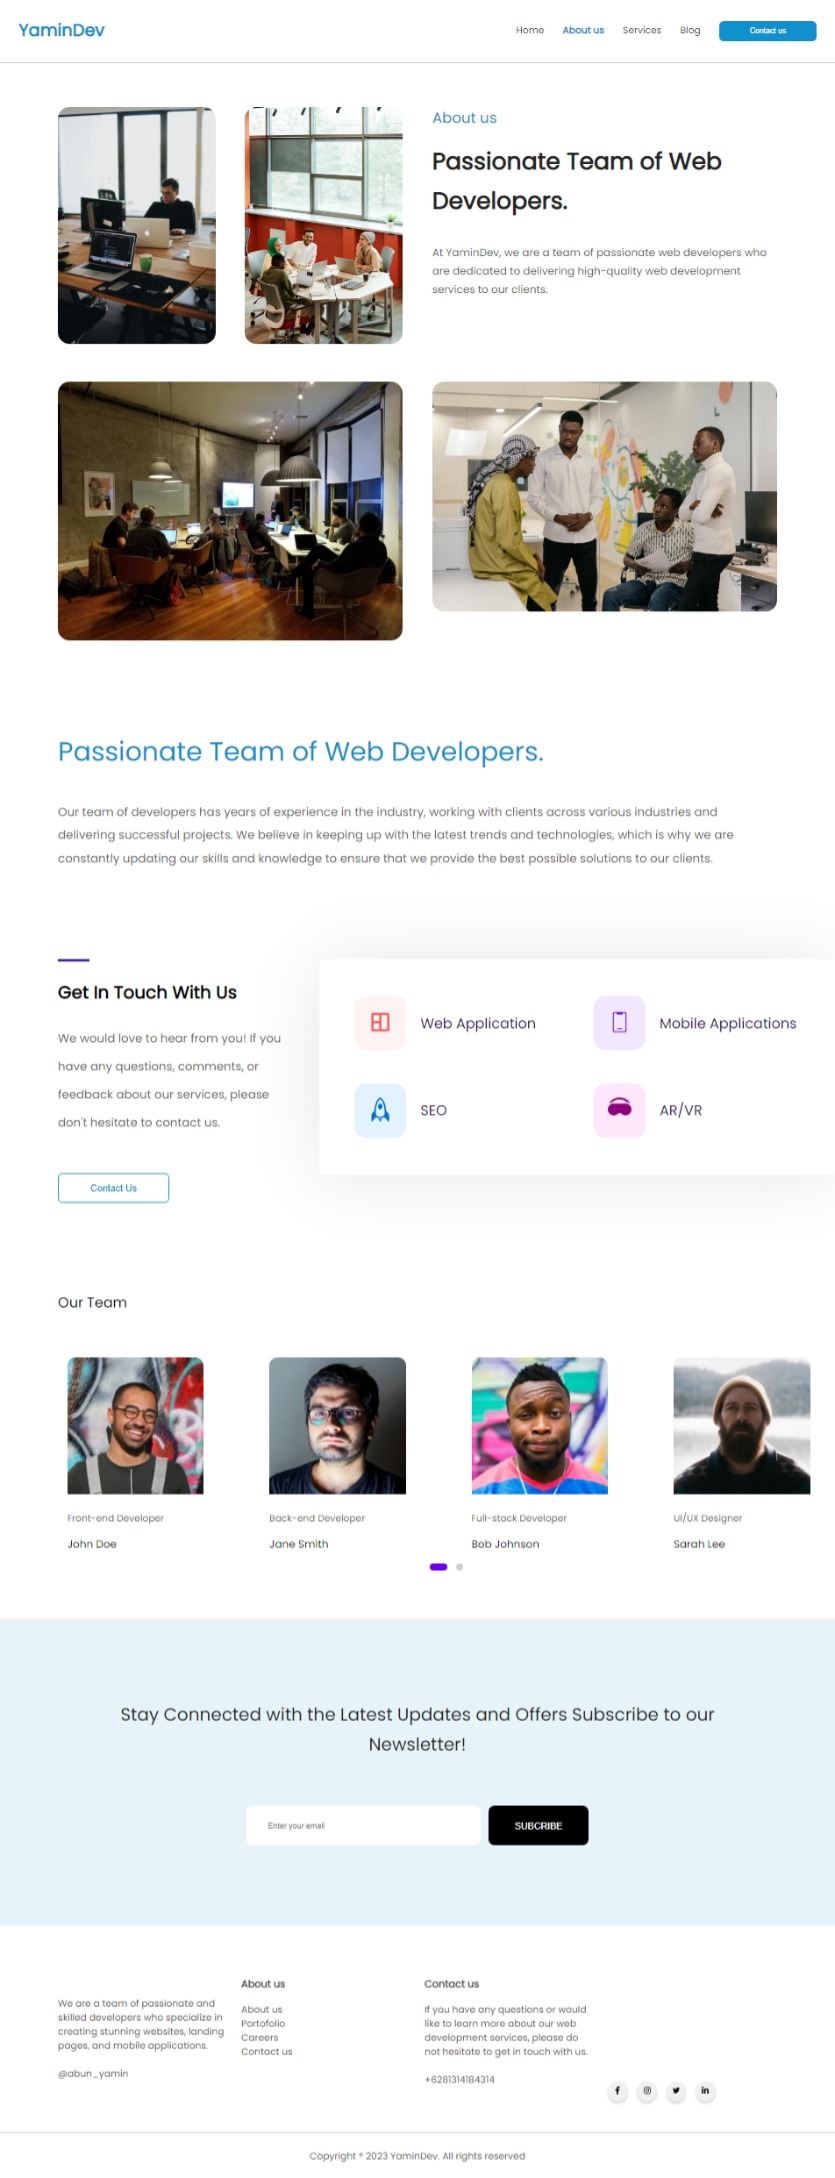 YaminDev
Home
About us
Services
Blog
Contact us
About us
Passionate Team of Web
Developers.
At YaminDev, we are a team of passionate web developers who
are dedicated to delivering high-quality web development
services to our clients.
Passionate Team of Web Developers.
Our team of developers has years of experience in the industry, working with clients across various industries and
delivering successful projects. We believe in keeping up with the latest trends and technologies, which is why we are
constantly updating our skills and knowledge to ensure that we provide the best possible solutions to our clients.
Get In Touch With Us
We would love to hear from you! If you
have any questions, comments, or
feedback about our services, please
don't hesitate to contact us.
Contact Us
Web Application
Mobile Applications
SEO
AR/VR
Our Team
Front-end Developer
John Doe
Back-end Developer
Jane Smith
Full-stack Developer
Bob Johnson
UI/UX Designer
Sarah Lee
Stay Connected with the Latest Updates and Offers Subscribe to our
Newsletter!
Enter your email
SUBCRIBE
We are a team of passionate and
skilled developers who specialize in
creating stunning websites, landing
pages, and mobile applications.
@abun_yamin
About us
About us
Portofolio
Careers
Contact us
Contact us
If you have any questions or would
like to learn more about our web
development services, please do
not hesitate to get in touch with us.
+6281314184314
Copyright ® 2023 YaminDev. All rights reserved